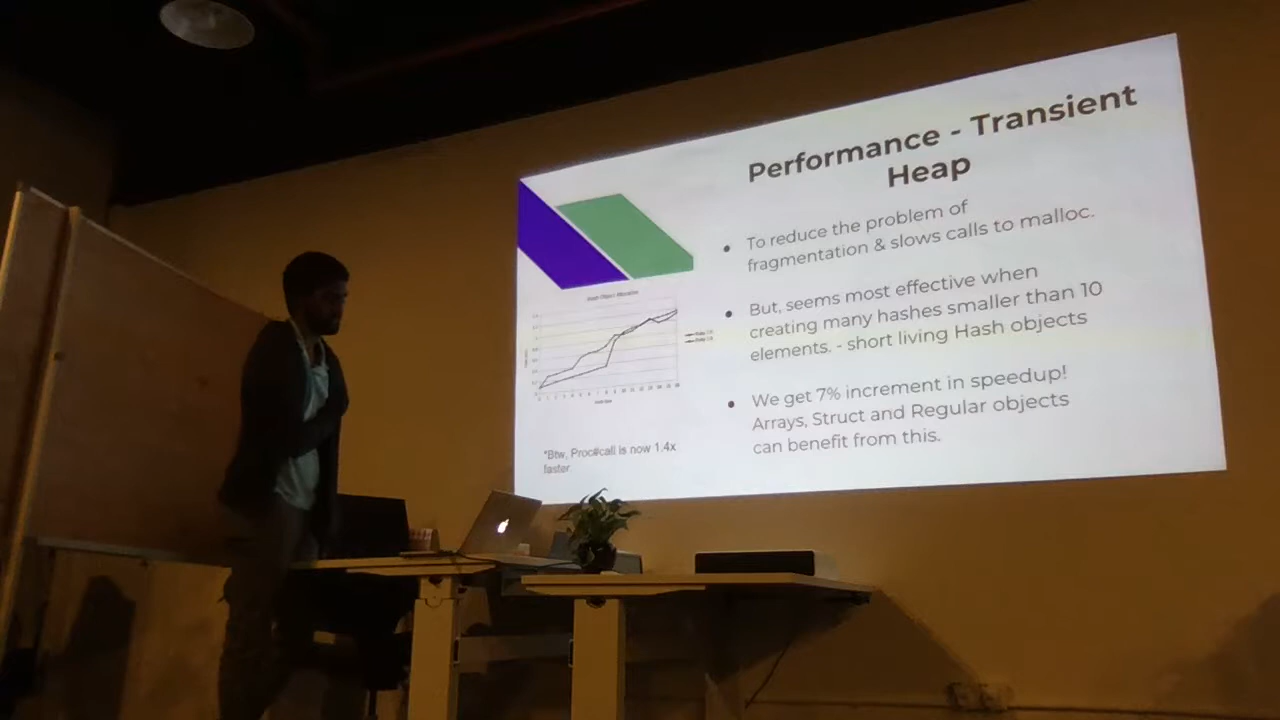 Performance - Transient
Heap
To reduce the problem of
fragmentation & slows calls to malloc.
But, seems most effective when
creating many hashes smaller than 10
elements. - short living Hash objects
We get 7% increment in speedup!
Arrays, Struct and Regular objects
can benefit from this.
*Btw, Proc#call is now 1.4x
faster.